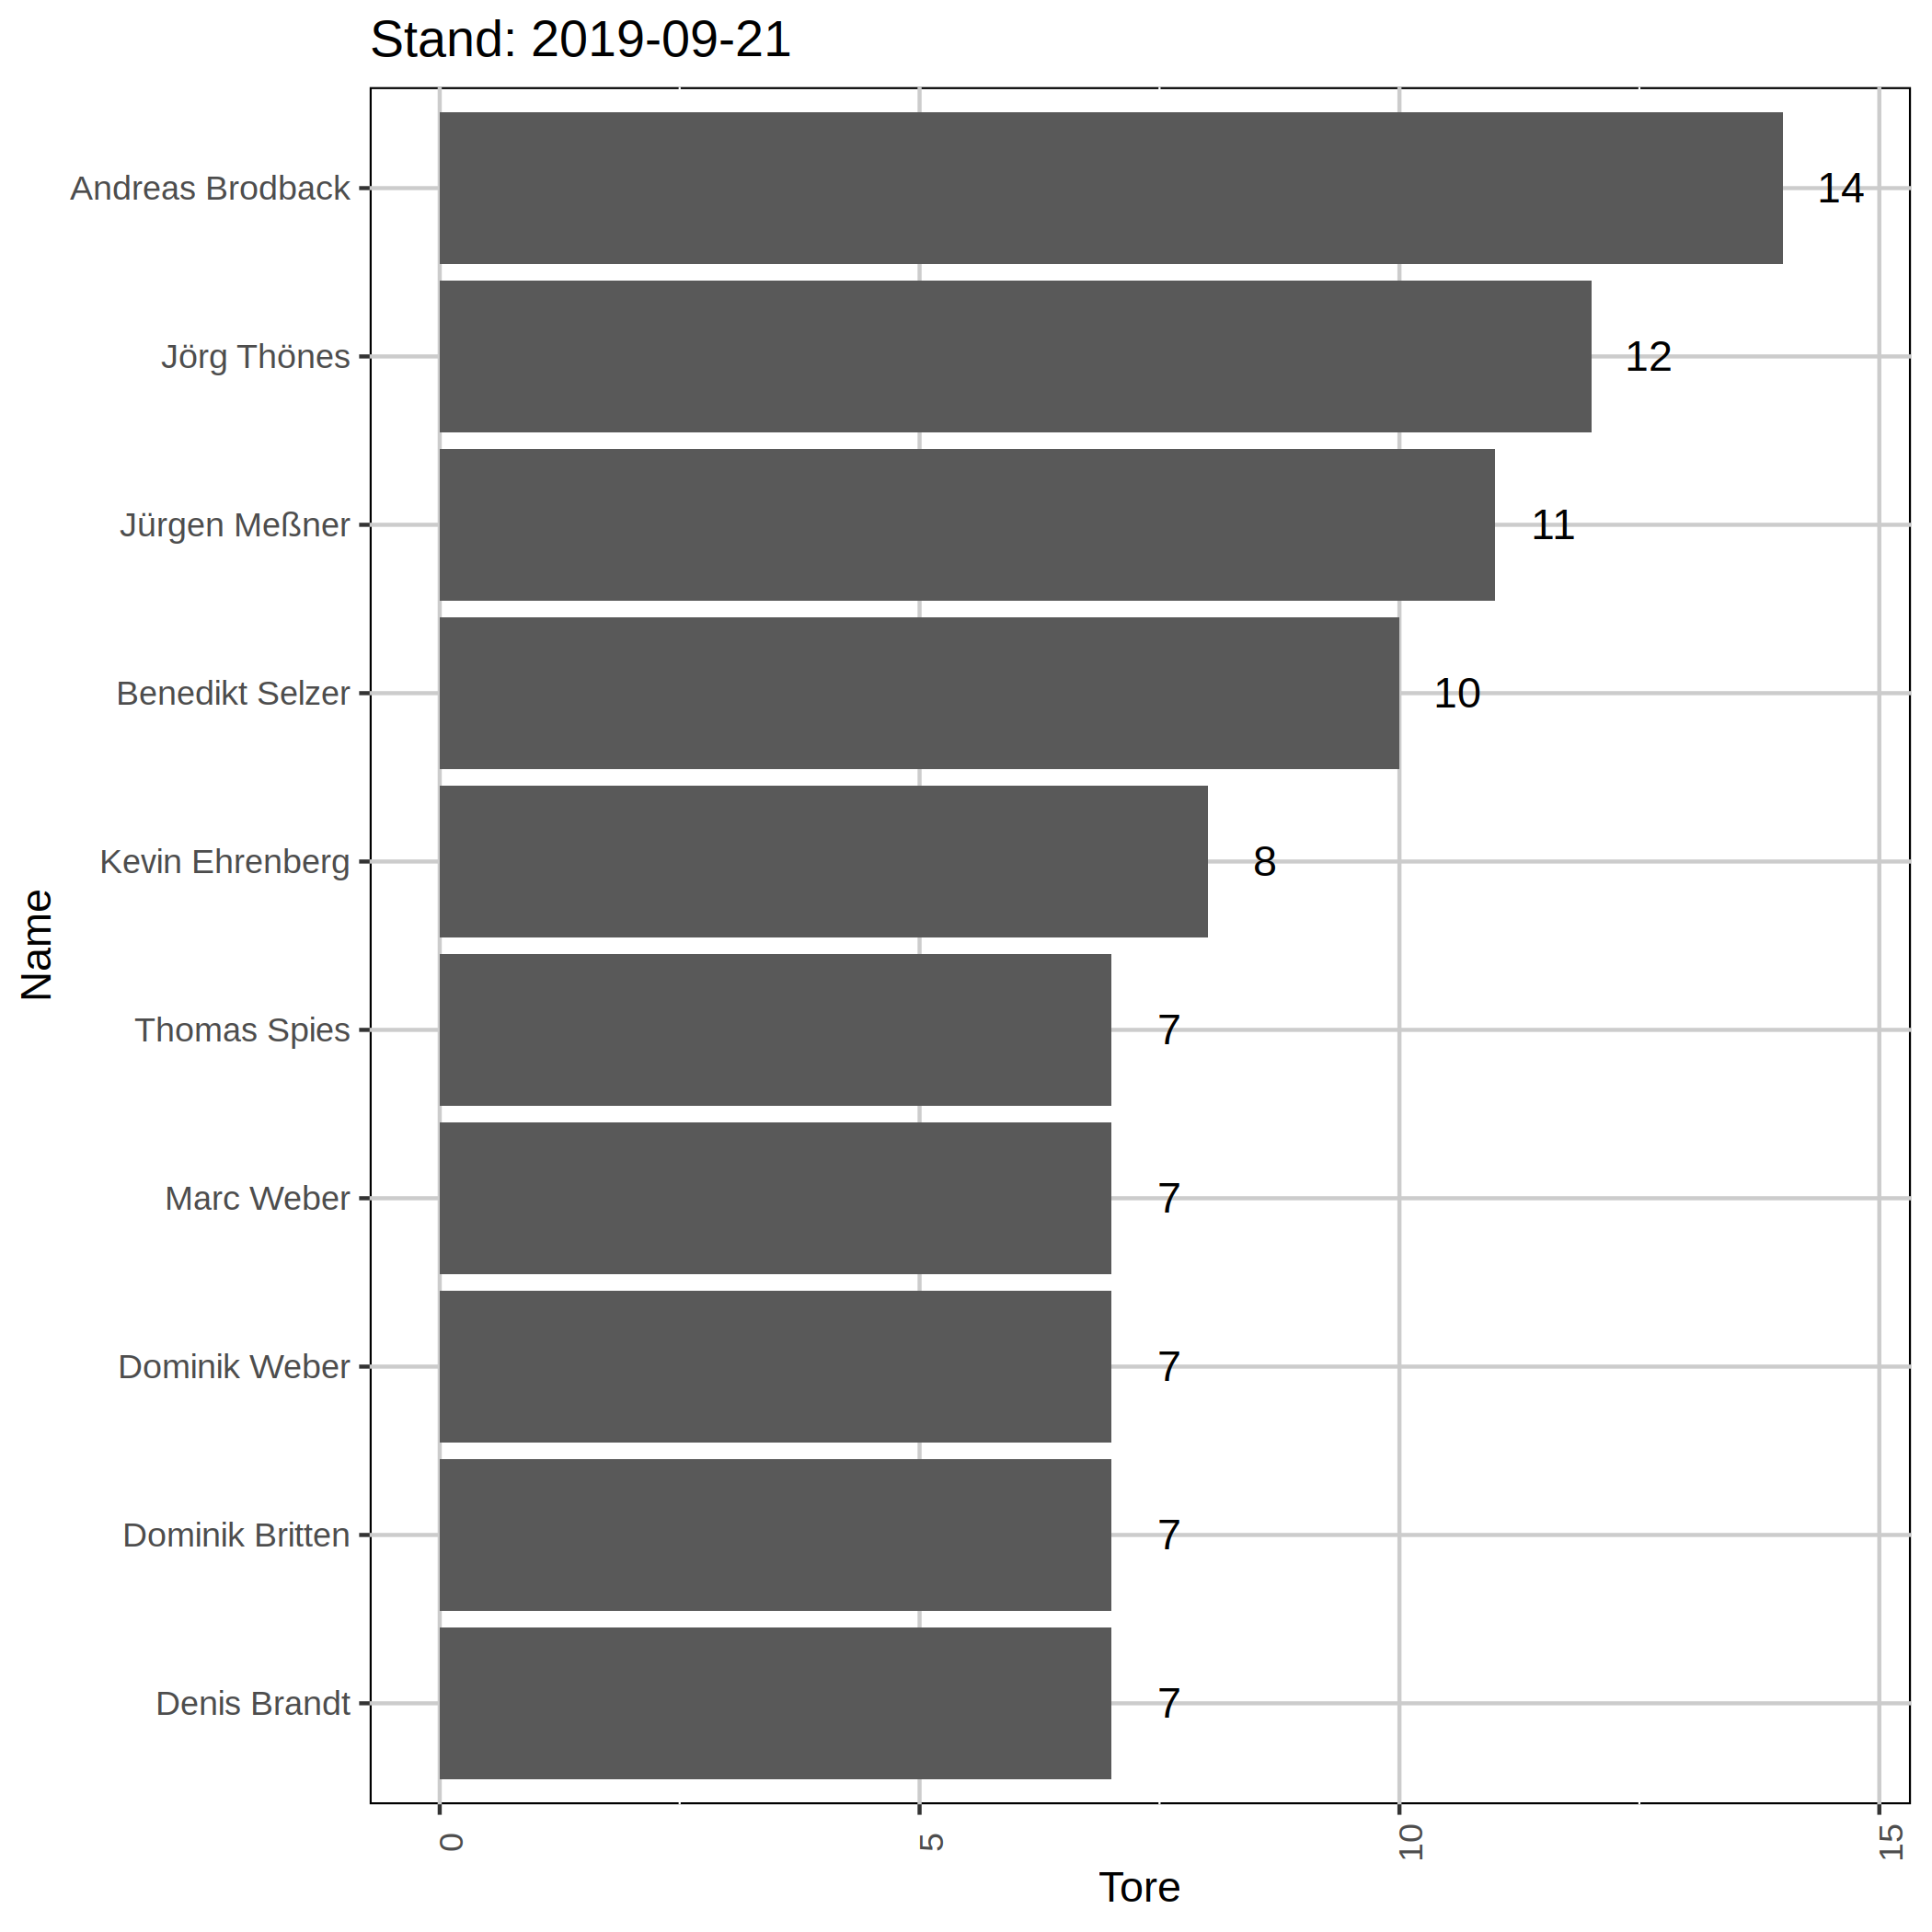 Stand: 2019-09-21
Andreas Brodback 14
Jörg Thönes 12
Jürgen Meßner 11
Benedikt Selzer 10
Kevin Ehrenberg 8
Thomas Spies 7
Marc Weber 7
Dominik Weber 7
Dominik Britten 7
Denis Brandt 7
Name
0 5 10 15
Tore